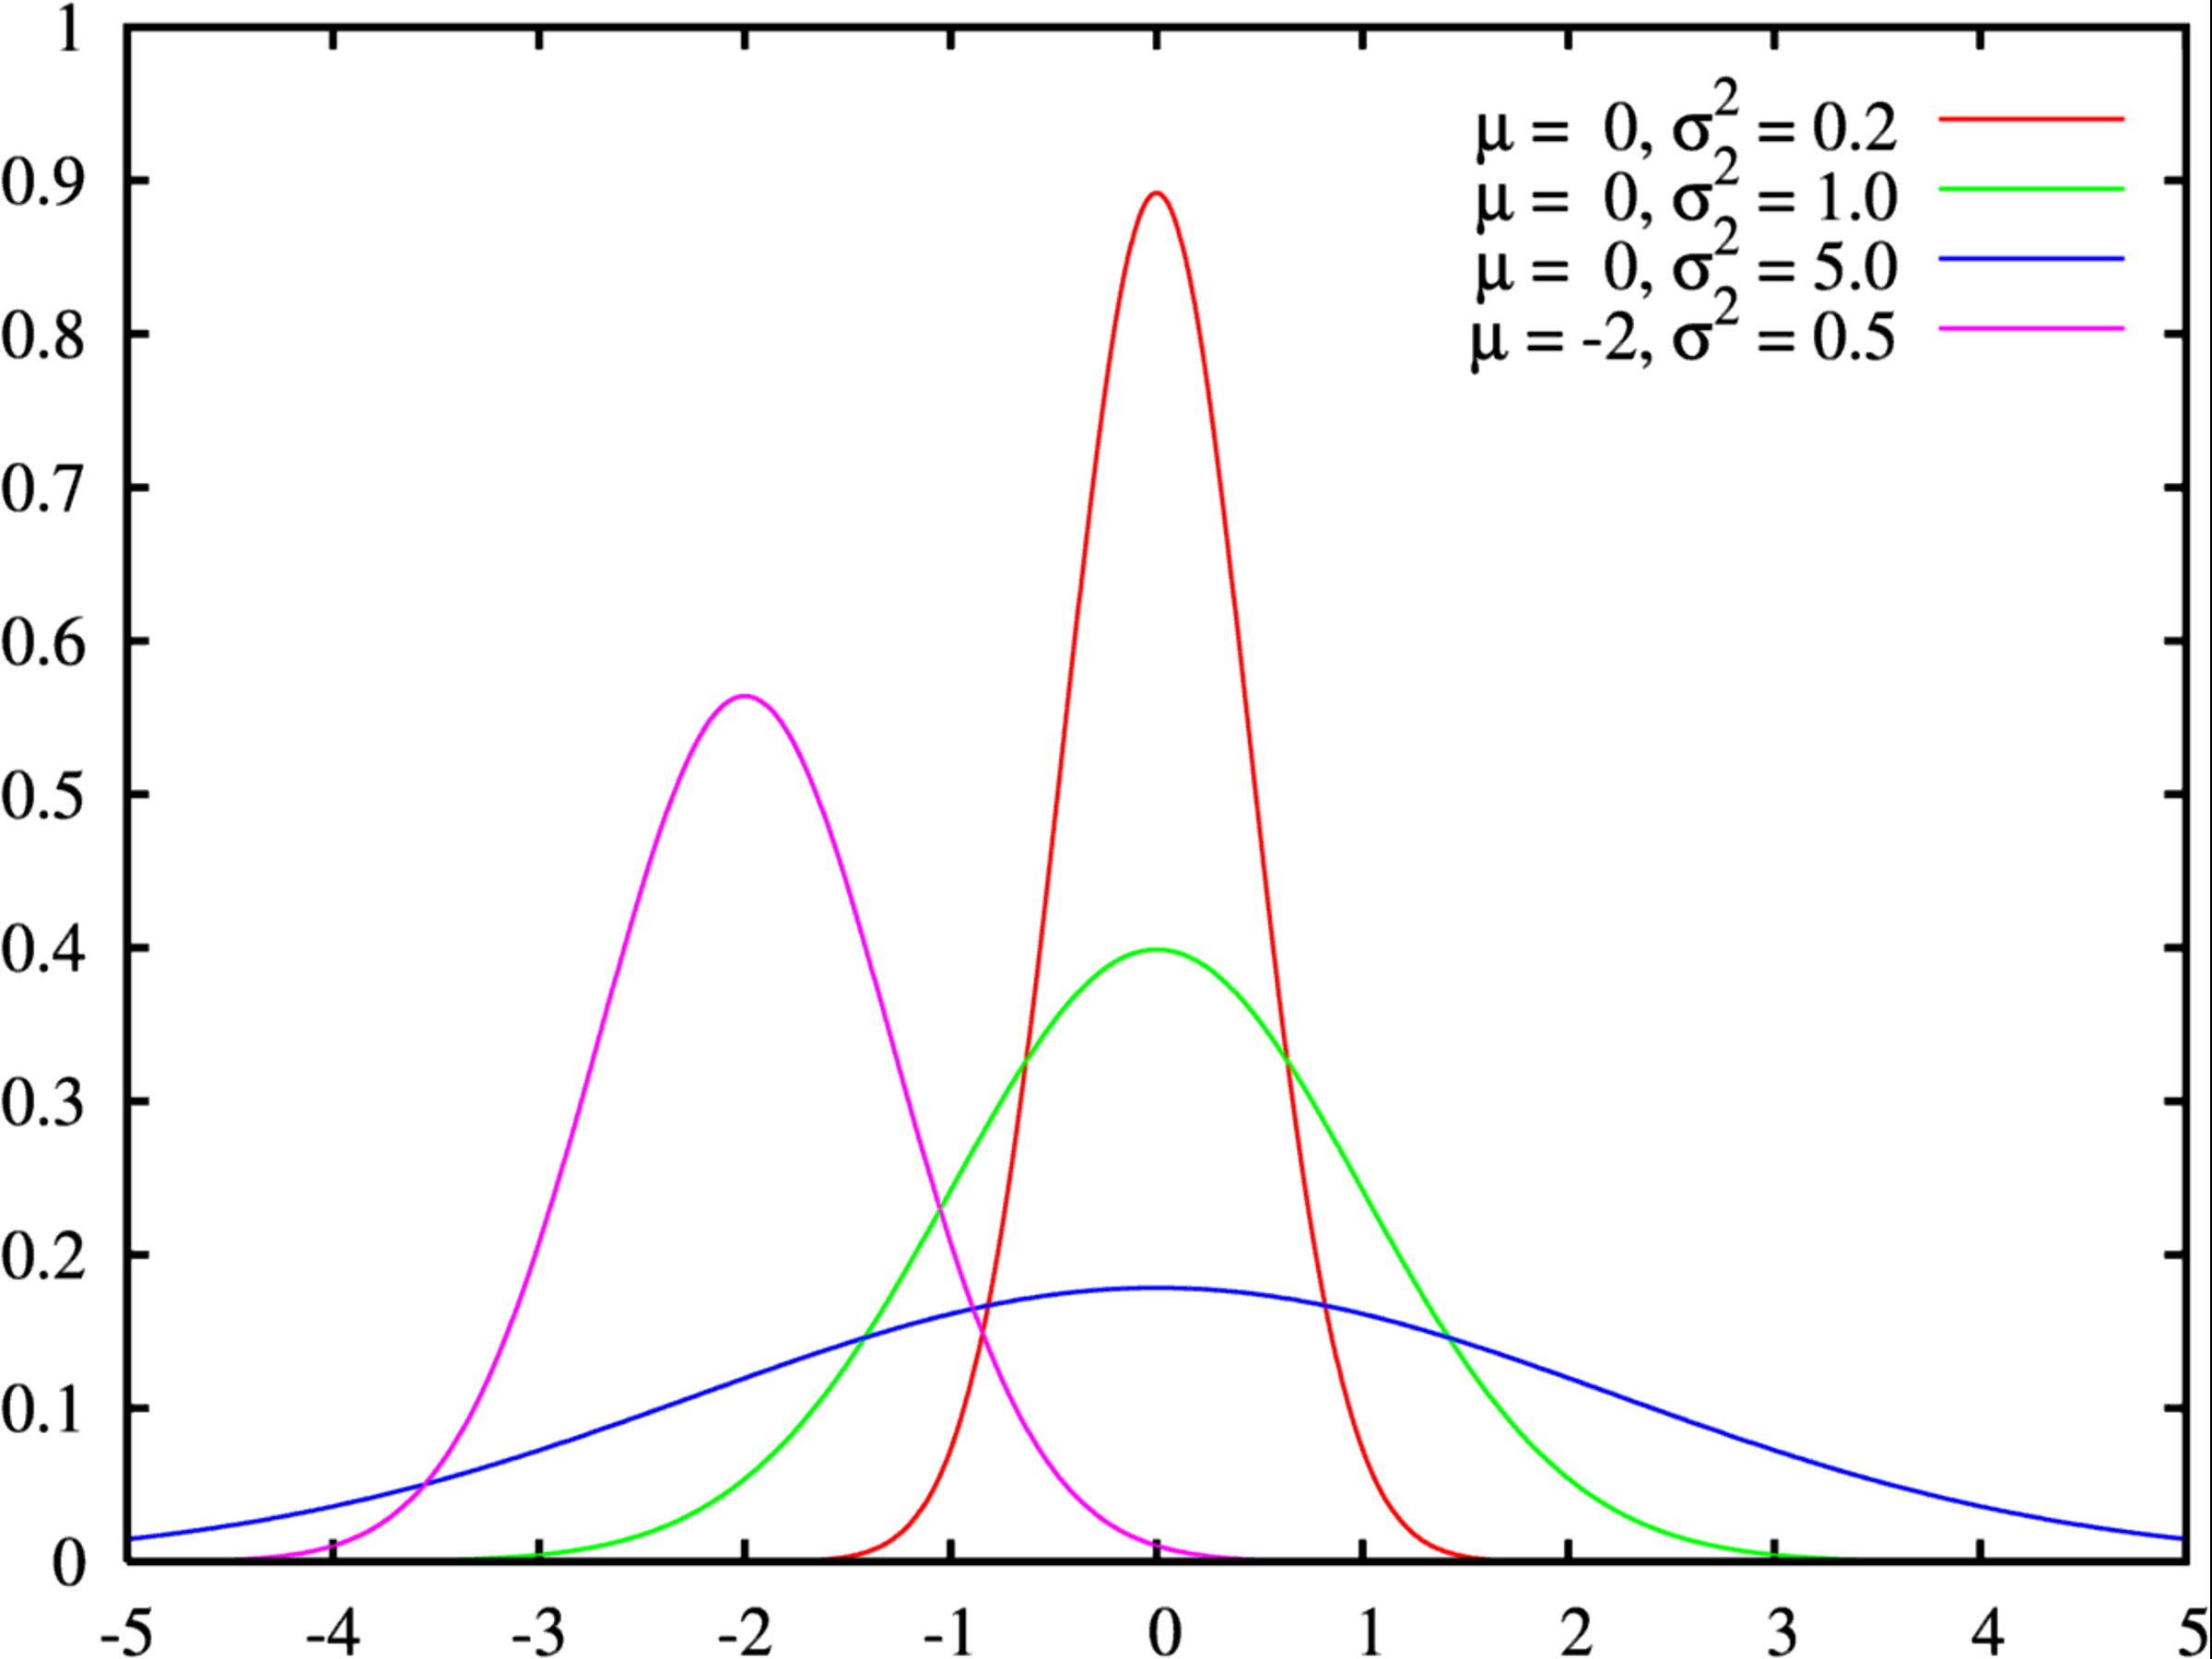 1
0.9
0.8
0.7
0.6
0.5
0.4
0.3
0.2
0.1
0
μ = 0, σ² = 0.2
μ = 0, σ² = 1.0
μ = 0, σ² = 5.0
μ = -2, σ² = 0.5
-5 -4 -3 -2 -1 0 1 2 3 4 5